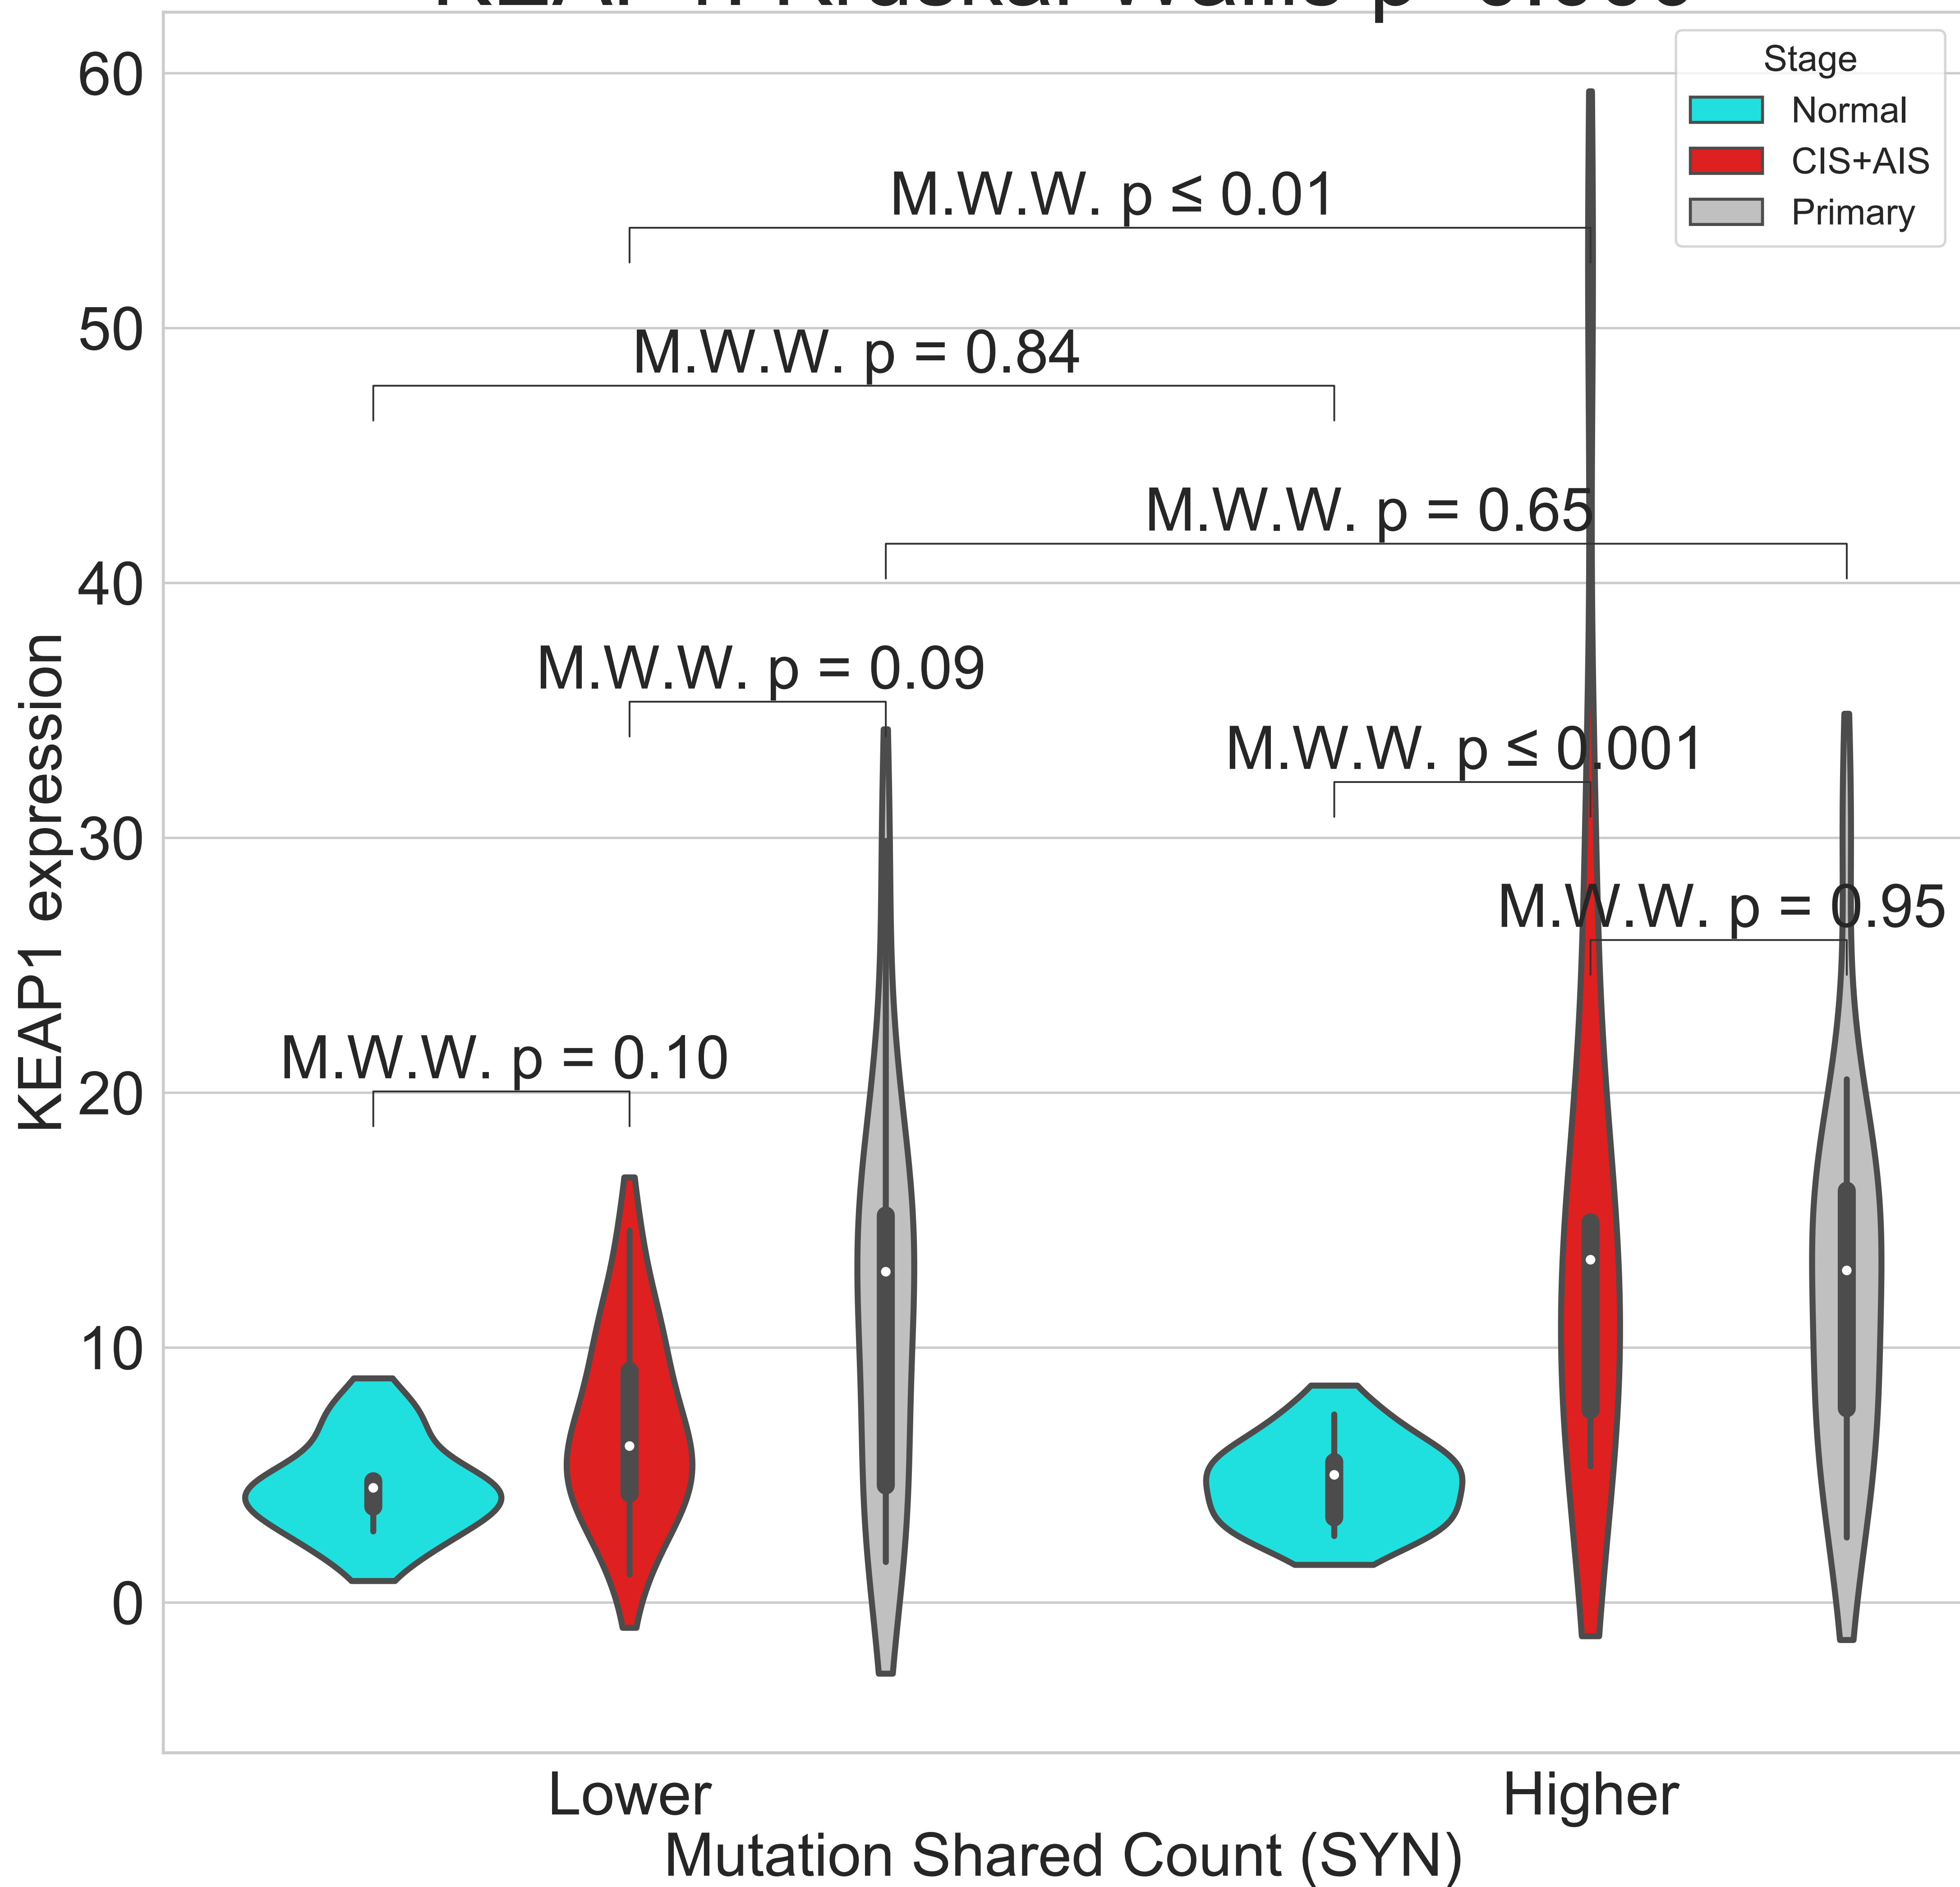 60
50
40
30
20
10
0
KEAP1 expression
Stage
Normal
CIS+AIS
Primary
M.W.W. p ≤ 0.01
M.W.W. p = 0.84
M.W.W. p = 0.65
M.W.W. p = 0.09
M.W.W. p ≤ 0.001
M.W.W. p = 0.95
M.W.W. p = 0.10
Lower
Higher
Mutation Shared Count (SYN)